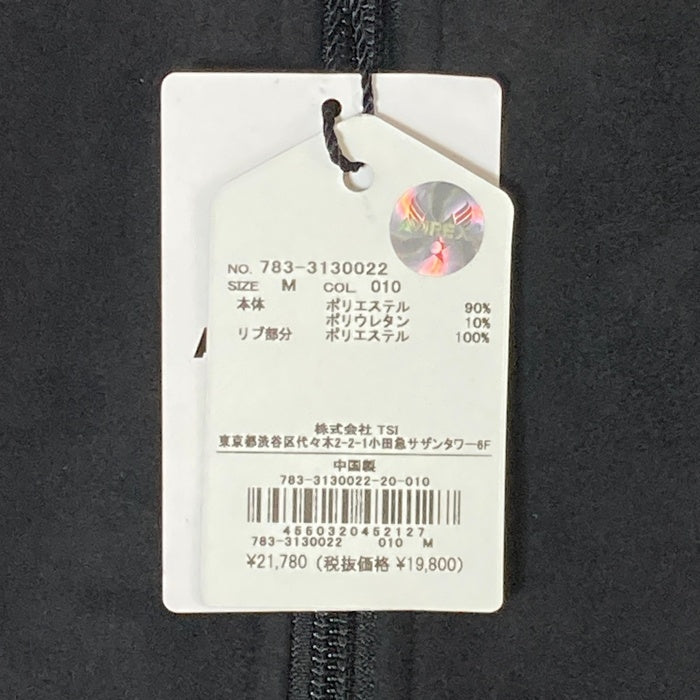 AVIREX
NO. 783-3130022
SIZE M COL. 010
本体 ポリエステル 90%
ポリウレタン 10%
リブ部分 ポリエステル 100%
株式会社 TSI
東京都渋谷区代々木2-2-1小田急サザンタワー6F
中国製
783-3130022-20-010
4550320452127
783-3130022 010 M
¥21,780 (税抜価格 ¥19,800)